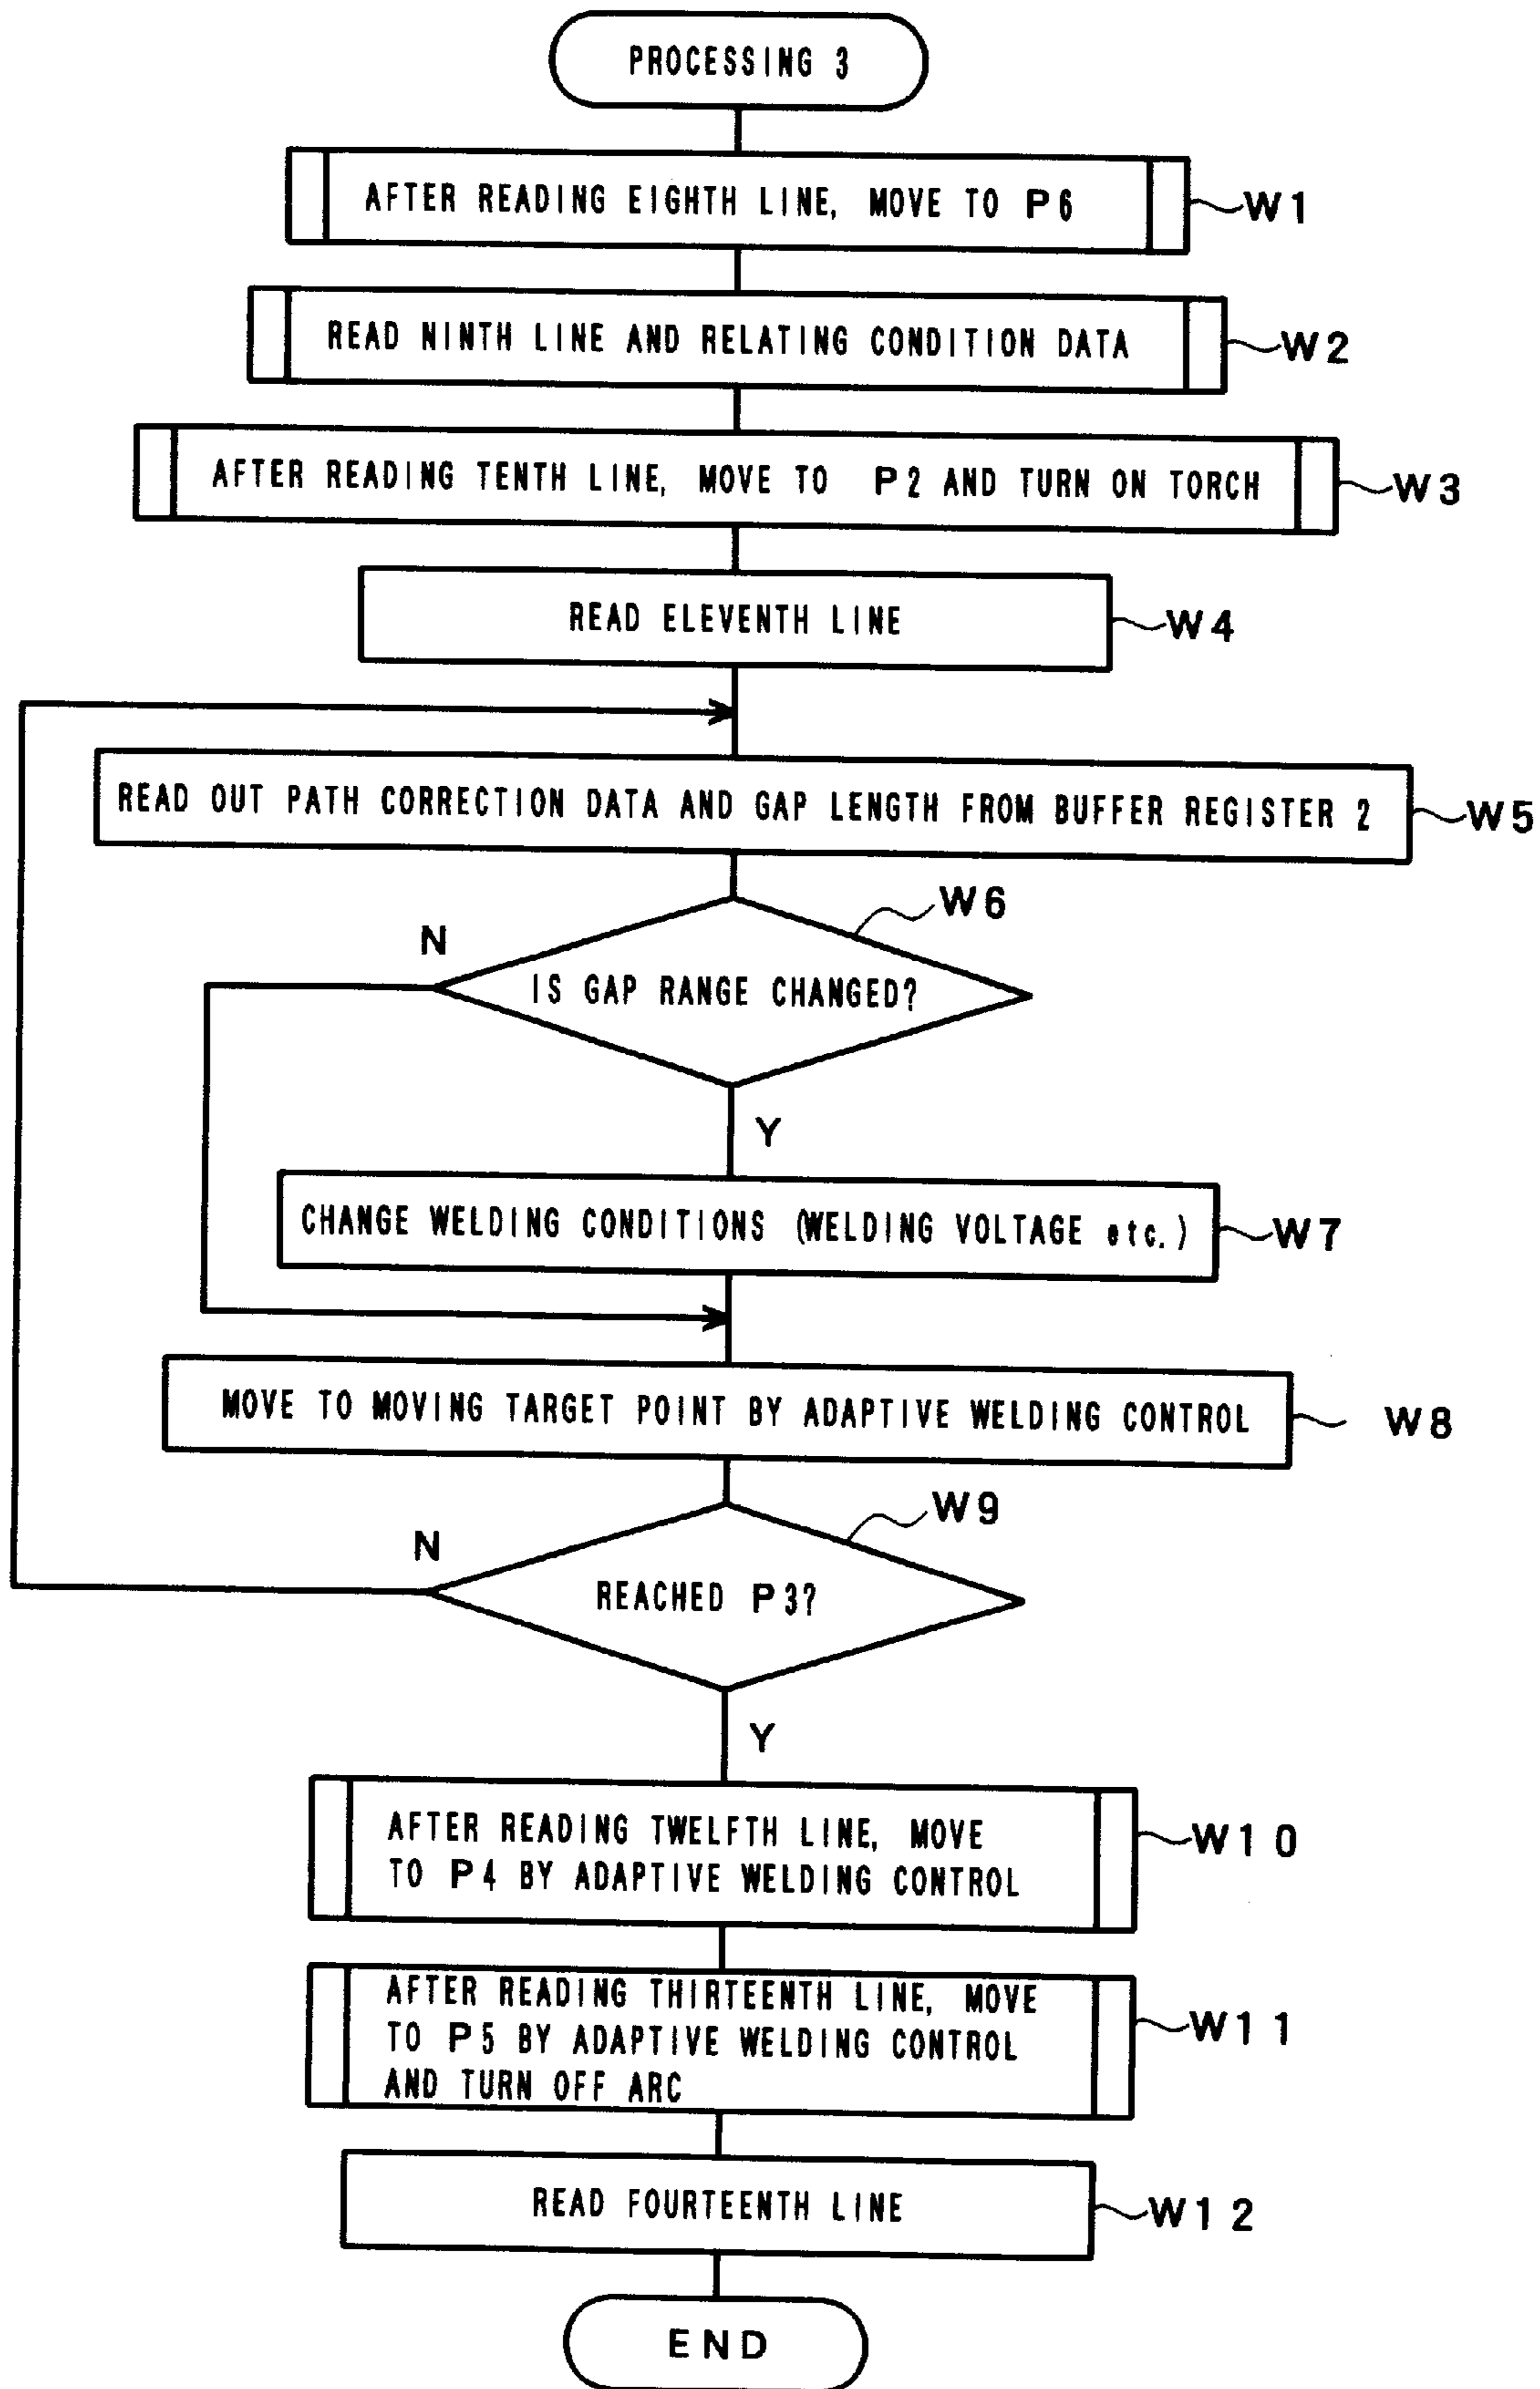 PROCESSING 3
AFTER READING EIGHTH LINE, MOVE TO P6
W1
READ NINTH LINE AND RELATING CONDITION DATA
W2
AFTER READING TENTH LINE, MOVE TO P2 AND TURN ON TORCH
W3
READ ELEVENTH LINE
W4
READ OUT PATH CORRECTION DATA AND GAP LENGTH FROM BUFFER REGISTER 2
W5
W6
N
IS GAP RANGE CHANGED?
Y
CHANGE WELDING CONDITIONS (WELDING VOLTAGE etc.)
W7
MOVE TO MOVING TARGET POINT BY ADAPTIVE WELDING CONTROL
W8
W9
N
REACHED P3?
Y
AFTER READING TWELFTH LINE, MOVE
TO P4 BY ADAPTIVE WELDING CONTROL
W10
AFTER READING THIRTEENTH LINE, MOVE
TO P5 BY ADAPTIVE WELDING CONTROL
AND TURN OFF ARC
W11
READ FOURTEENTH LINE
W12
END